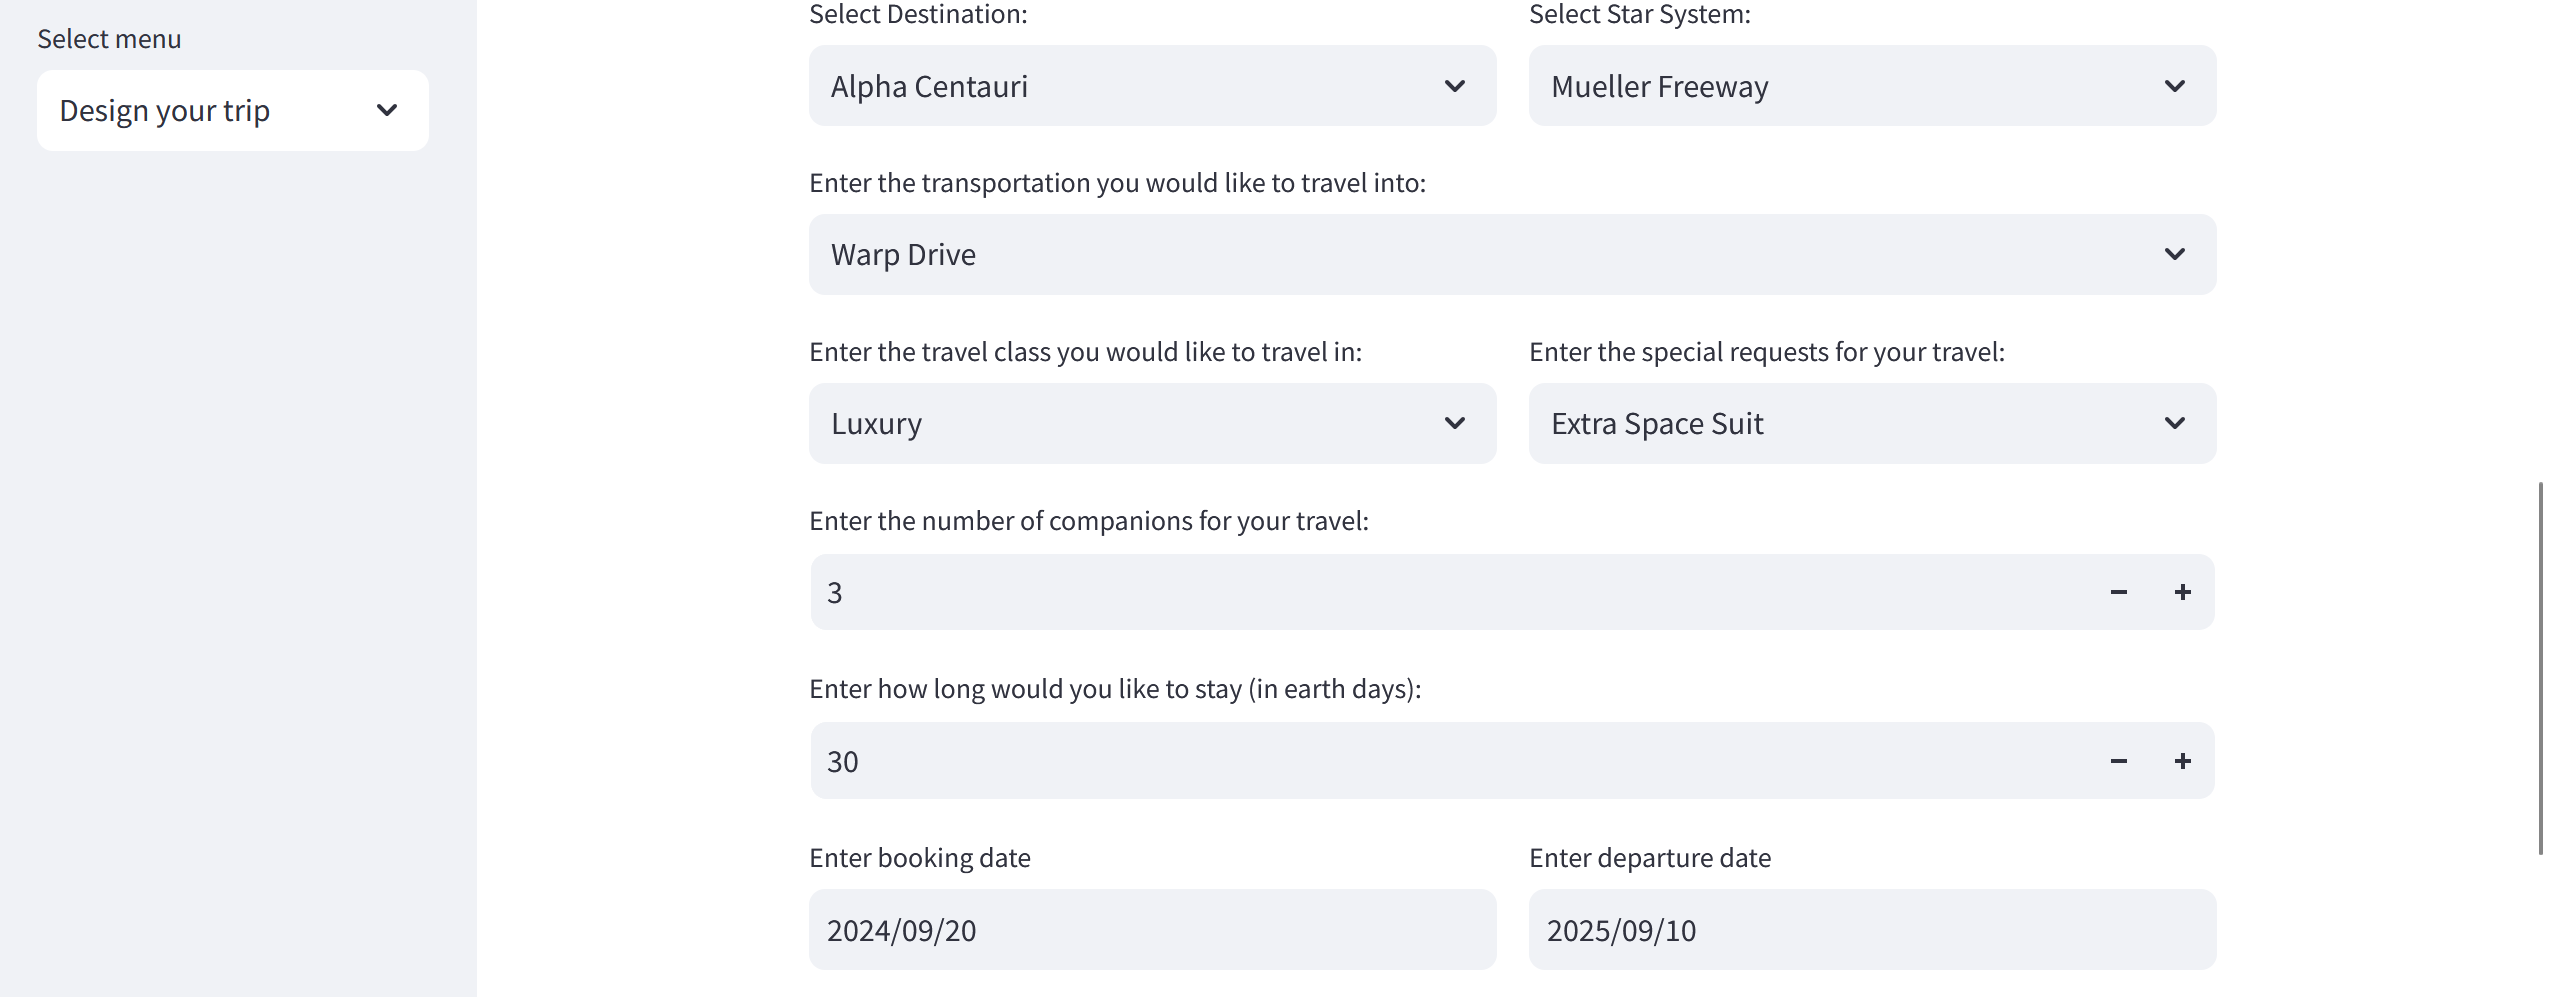 Select menu
Design your trip
Select Destination:
Select Star System:
Alpha Centauri
Mueller Freeway
Enter the transportation you would like to travel into:
Warp Drive
Enter the travel class you would like to travel in:
Enter the special requests for your travel:
Luxury
Extra Space Suit
Enter the number of companions for your travel:
3
Enter how long would you like to stay (in earth days):
30
Enter booking date
Enter departure date
2024/09/20
2025/09/10